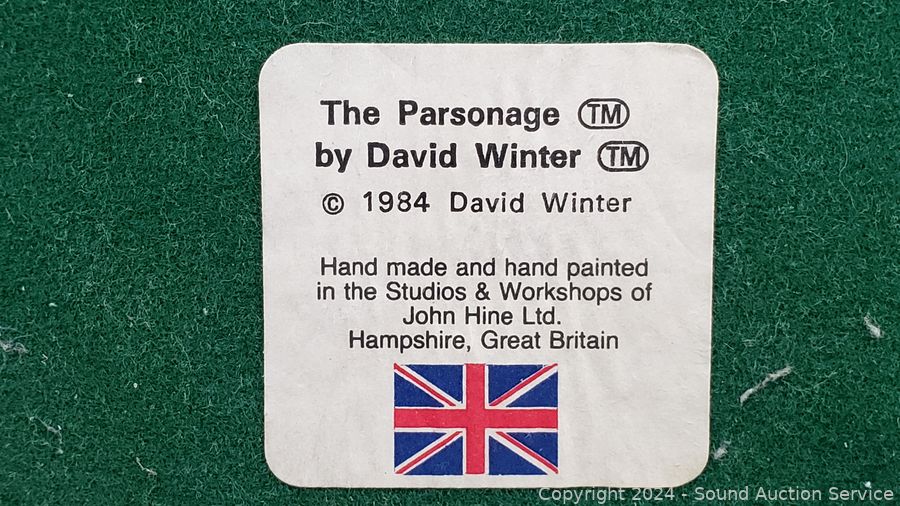 The Parsonage TM
by David Winter TM
© 1984 David Winter
Hand made and hand painted
in the Studios & Workshops of
John Hine Ltd.
Hampshire, Great Britain
Copyright 2024 - Sound Auction Service